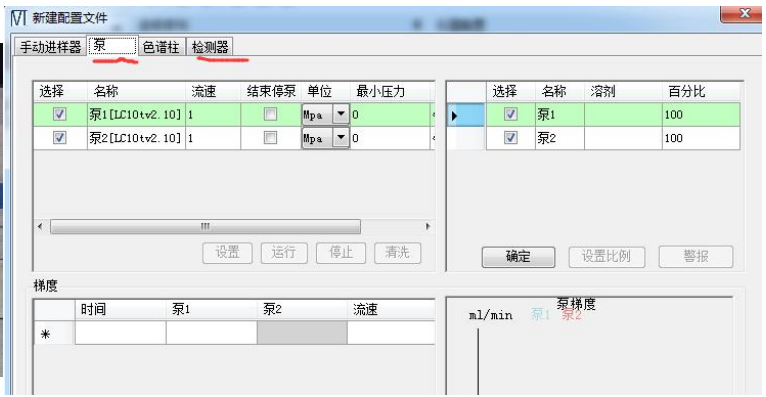 新建配置文件
手动进样器 泵 色谱柱 检测器
选择 名称 流速 结束停泵 单位 最小压力
泵1[LC10tv2.10] 1 Mpa 0
泵2[LC10tv2.10] 1 Mpa 0
设置 运行 停止 清洗
选择 名称 溶剂 百分比
泵1 100
泵2 100
确定 设置比例 警报
梯度
时间 泵1 泵2 流速
*
泵梯度
ml/min 泵1 泵2